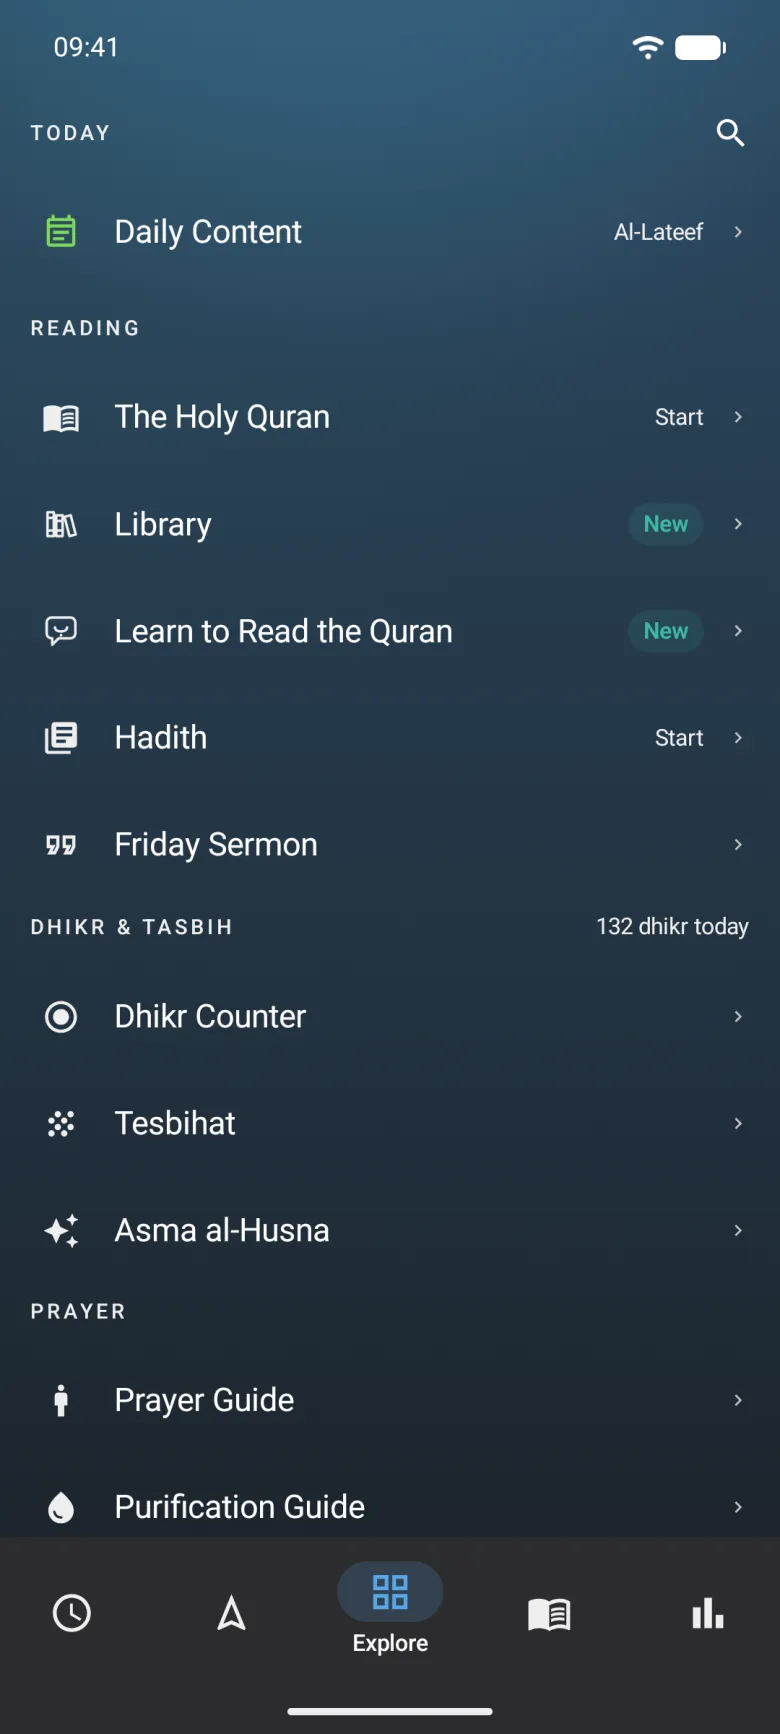 09:41
TODAY
Daily Content Al-Lateef
READING
The Holy Quran Start
Library New
Learn to Read the Quran New
Hadith Start
Friday Sermon
DHIKR & TASBIH 132 dhikr today
Dhikr Counter
Tesbihat
Asma al-Husna
PRAYER
Prayer Guide
Purification Guide
Explore